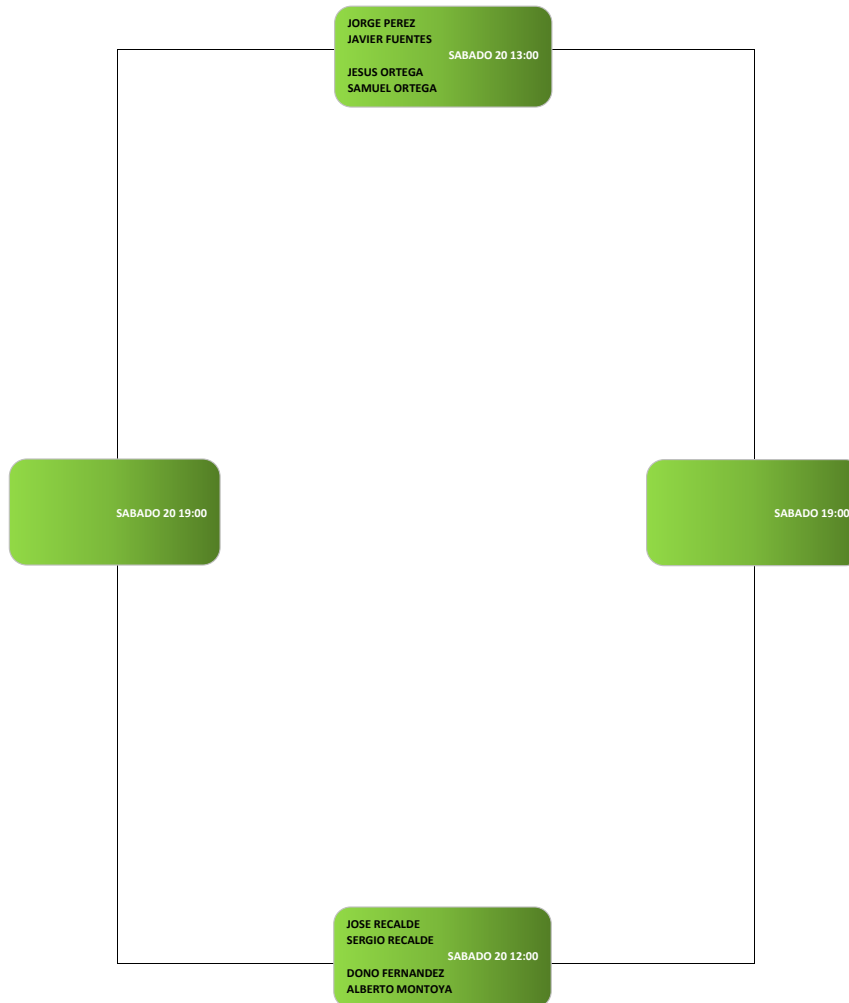 JORGE PEREZ
JAVIER FUENTES
SABADO 20 13:00
JESUS ORTEGA
SAMUEL ORTEGA
SABADO 20 19:00
SABADO 19:00
JOSE RECALDE
SERGIO RECALDE
SABADO 20 12:00
DONO FERNANDEZ
ALBERTO MONTOYA